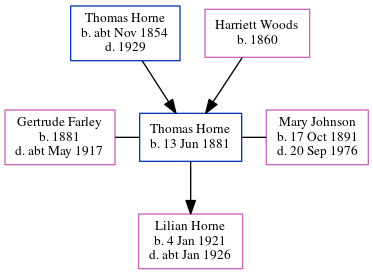 Thomas Horne
b. abt Nov 1854
d. 1929
Harriett Woods
b. 1860
Gertrude Farley
b. 1881
d. abt May 1917
Thomas Horne
b. 13 Jun 1881
Mary Johnson
b. 17 Oct 1891
d. 20 Sep 1976
Lilian Horne
b. 4 Jan 1921
d. abt Jan 1926